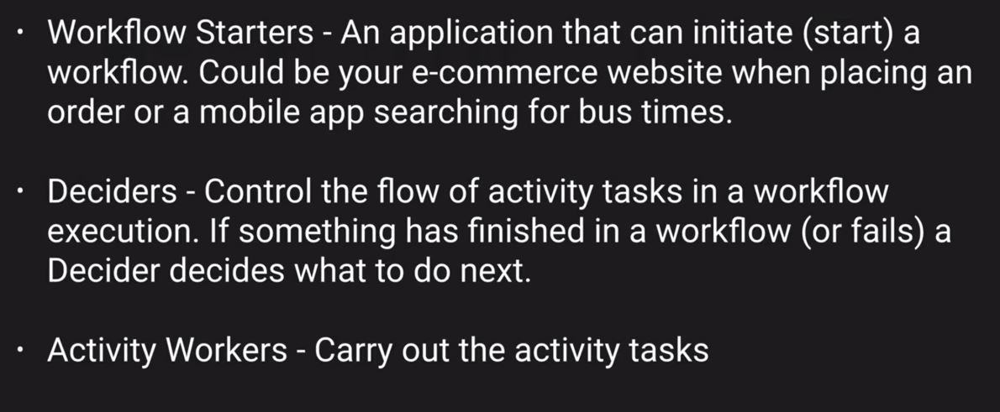 • Workflow Starters - An application that can initiate (start) a
workflow. Could be your e-commerce website when placing an
order or a mobile app searching for bus times.
• Deciders - Control the flow of activity tasks in a workflow
execution. If something has finished in a workflow (or fails) a
Decider decides what to do next.
• Activity Workers - Carry out the activity tasks